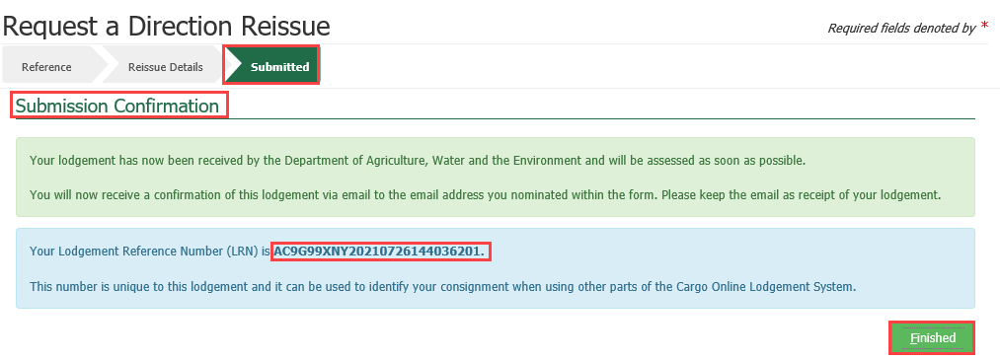 Request a Direction Reissue
Required fields denoted by *
Reference
Reissue Details
Submitted
Submission Confirmation
Your lodgement has now been received by the Department of Agriculture, Water and the Environment and will be assessed as soon as possible.
You will now receive a confirmation of this lodgement via email to the email address you nominated within the form. Please keep the email as receipt of your lodgement.
Your Lodgement Reference Number (LRN) is AC9G99XNY20210726144036201.
This number is unique to this lodgement and it can be used to identify your consignment when using other parts of the Cargo Online Lodgement System.
Finished